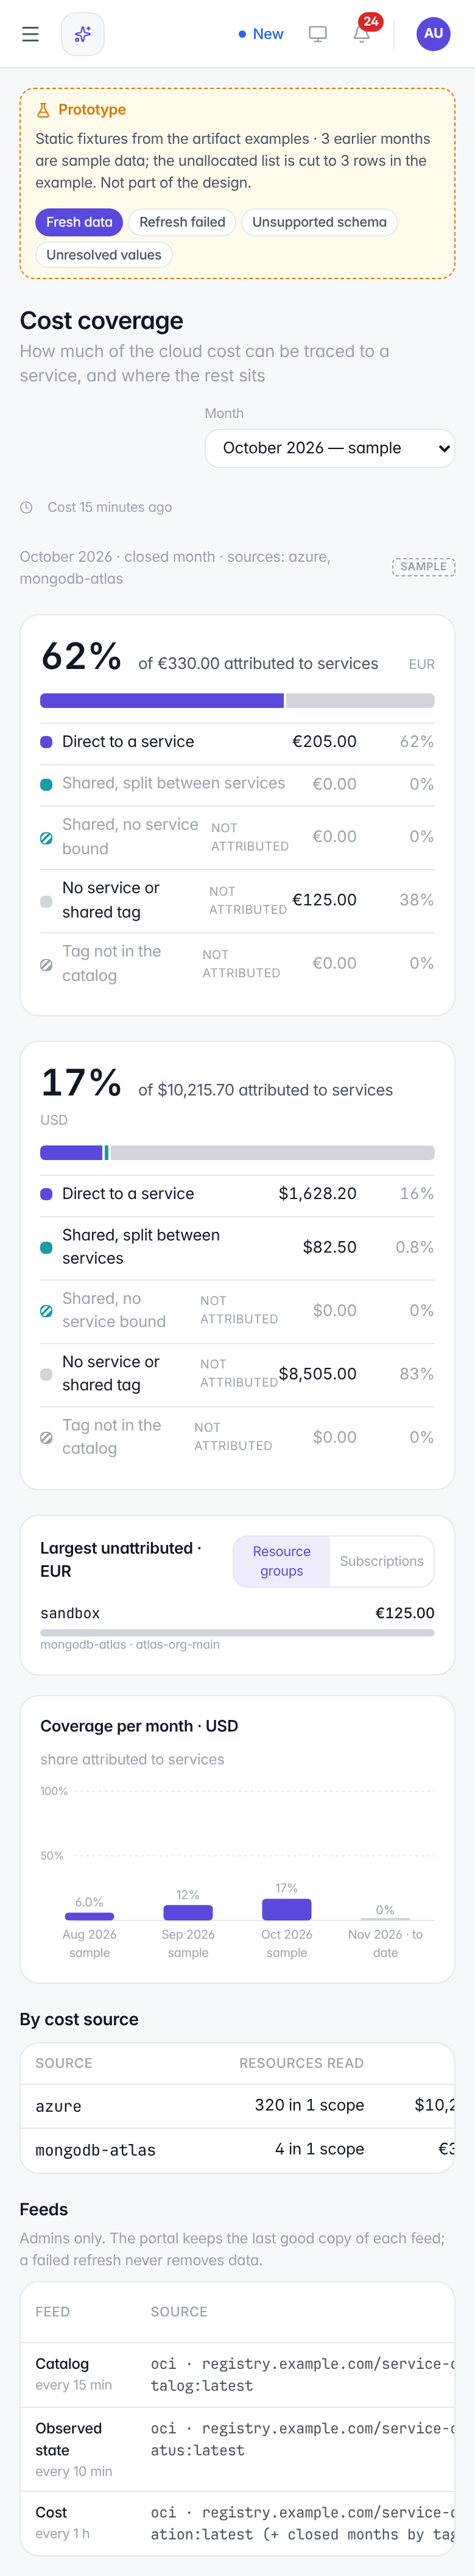 New
24
AU
Prototype
Static fixtures from the artifact examples · 3 earlier months
are sample data; the unallocated list is cut to 3 rows in the
example. Not part of the design.
Fresh data
Refresh failed
Unsupported schema
Unresolved values
Cost coverage
How much of the cloud cost can be traced to a
service, and where the rest sits
Month
October 2026 — sample
Cost 15 minutes ago
October 2026 · closed month · sources: azure,
mongodb-atlas
SAMPLE
62% of €330.00 attributed to services EUR
Direct to a service €205.00 62%
Shared, split between services €0.00 0%
Shared, no service
bound
NOT
ATTRIBUTED
€0.00 0%
No service or
shared tag
NOT
ATTRIBUTED
€125.00 38%
Tag not in the
catalog
NOT
ATTRIBUTED
€0.00 0%
17% of $10,215.70 attributed to services
USD
Direct to a service $1,628.20 16%
Shared, split between
services
$82.50 0.8%
Shared, no
service bound
NOT
ATTRIBUTED
$0.00 0%
No service or
shared tag
NOT
ATTRIBUTED
$8,505.00 83%
Tag not in the
catalog
NOT
ATTRIBUTED
$0.00 0%
Largest unattributed ·
EUR
Resource
groups
Subscriptions
sandbox €125.00
mongodb-atlas · atlas-org-main
Coverage per month · USD
share attributed to services
100%
50%
6.0% 12% 17% 0%
Aug 2026 Sep 2026 Oct 2026 Nov 2026 · to
sample sample sample date
By cost source
SOURCE RESOURCES READ
azure 320 in 1 scope $10,2
mongodb-atlas 4 in 1 scope €3
Feeds
Admins only. The portal keeps the last good copy of each feed;
a failed refresh never removes data.
FEED SOURCE
Catalog
every 15 min
oci · registry.example.com/service-c
talog:latest
Observed
state
every 10 min
oci · registry.example.com/service-
atus:latest
Cost
every 1 h
oci · registry.example.com/service-
ation:latest (+ closed months by tag